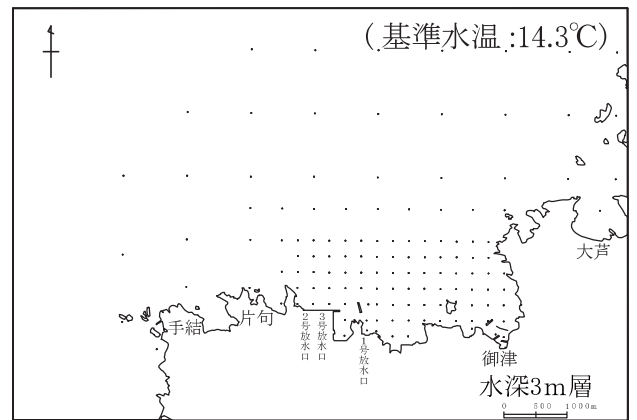 (基準水温:14.3℃)
大芦
手結
片句
2号放水口
3号放水口
1号放水口
御津
水深3m層
0 500 1000m